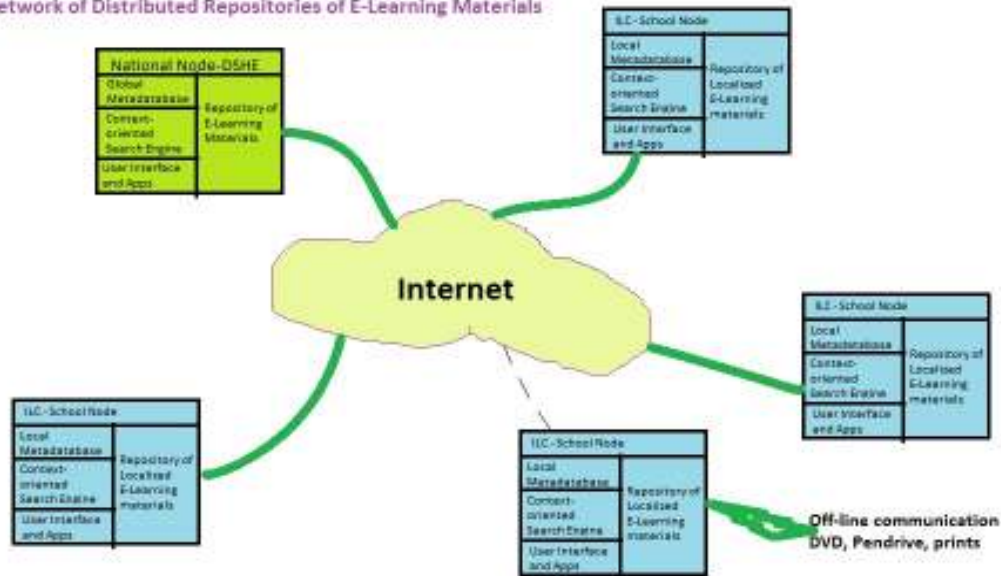 etwork of Distributed Repositories of E-Learning Materials
National Node-DSHE
Global
Metadatabase
Context-
oriented
Search Engine
User Interface
and Apps
Repository of
E-Learning
Materials
ILC - School Node
Local
Metadatabase
Context-
oriented
Search Engine
User Interface
and Apps
Repository of
Localised
E-Learning
materials
Internet
ILC - School Node
Local
Metadatabase
Context-
oriented
Search Engine
User Interface
and Apps
Repository of
Localised
E-Learning
materials
ILC - School Node
Local
Metadatabase
Context-
oriented
Search Engine
User Interface
and Apps
Repository of
Localised
E-Learning
materials
ILC - School Node
Local
Metadatabase
Context-
oriented
Search Engine
User Interface
and Apps
Repository of
Localised
E-Learning
materials
Off-line communication
DVD, Pendrive, prints